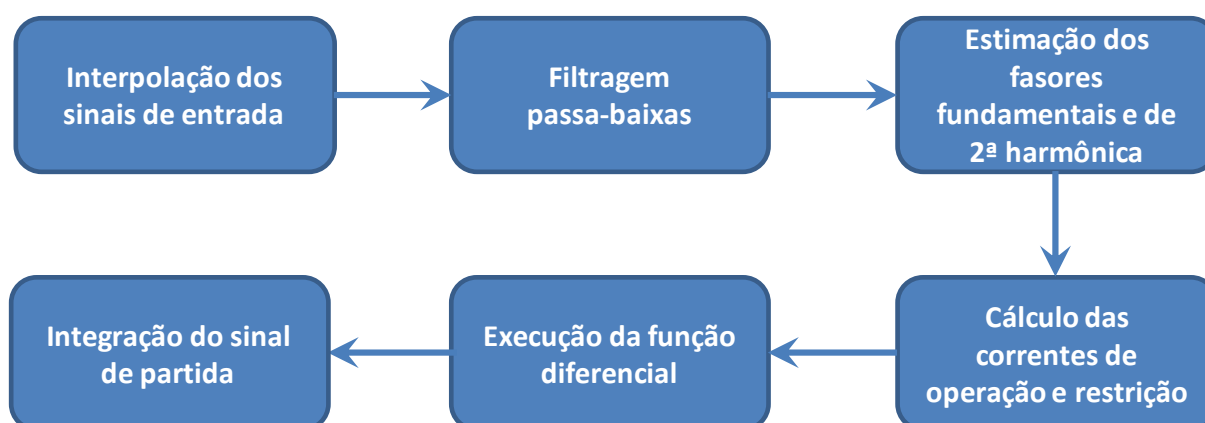 Interpolação dos
sinais de entrada
Filtragem
passa-baixas
Estimação dos
fasores
fundamentais e de
2ª harmônica
Cálculo das
correntes de
operação e restrição
Execução da função
diferencial
Integração do sinal
de partida